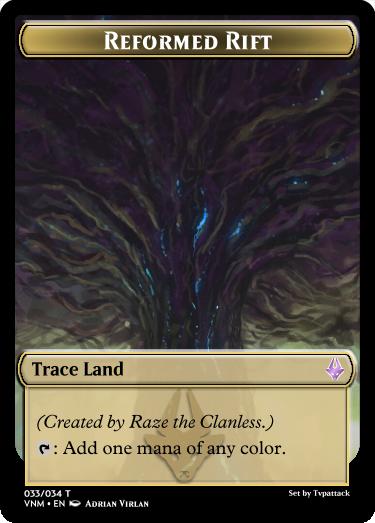 REFORMED RIFT
Trace Land
(Created by Raze the Clanless.)
: Add one mana of any color.
033/034 T
Set by Tvpattack
VNM • EN ADRIAN VIRLAN